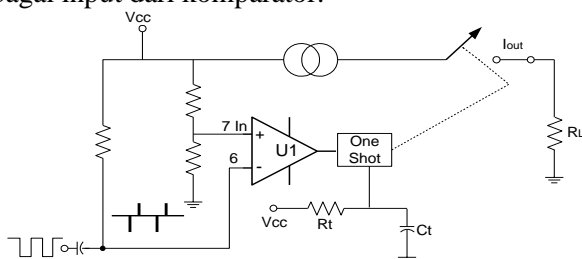 bagai input dari komparator.
Vcc
Iout
7 In
+
U1
One
Shot
RL
6
-
Vcc
Rt
Ct